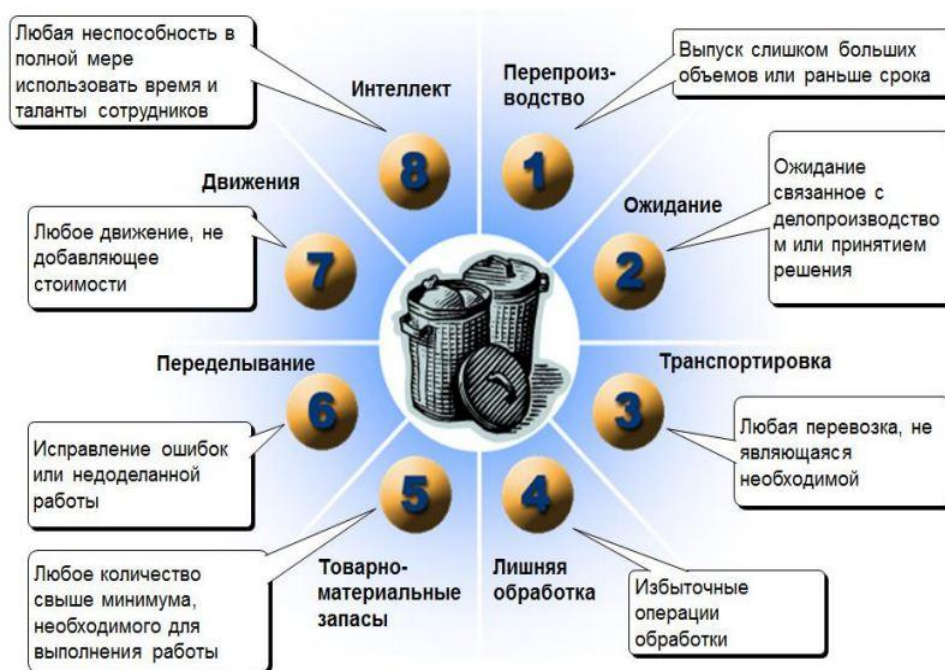 Любая неспособность в
полной мере
использовать время и
таланты сотрудников
Интеллект
8
Перепроиз-
водство
1
Выпуск слишком больших
объемов или раньше срока
Ожидание
2
Ожидание
связанное с
делопроизводство
м или принятием
решения
Транспортировка
3
Любая перевозка, не
являющаяся
необходимой
Лишняя
обработка
4
Избыточные
операции
обработки
Товарно-
материальные
запасы
5
Любое количество
свыше минимума,
необходимого для
выполнения работы
Переделывание
6
Исправление ошибок
или недоделанной
работы
Движения
7
Любое движение, не
добавляющее
стоимости